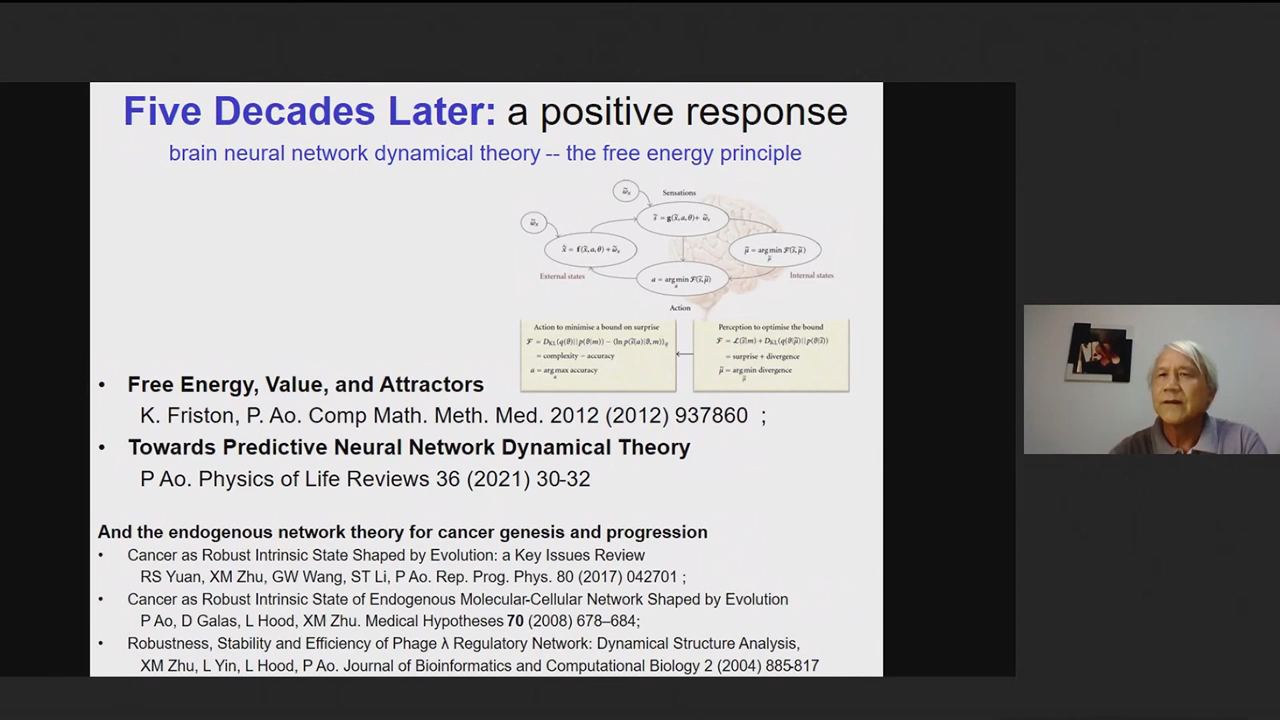 Five Decades Later: a positive response
brain neural network dynamical theory -- the free energy principle
Sensations
External states
Internal states
Action
Action to minimise a bound on surprise
= complexity − accuracy
a = arg max accuracy
a
Perception to optimise the bound
= surprise + divergence
μ̃ = arg min divergence
μ̃
• Free Energy, Value, and Attractors
K. Friston, P. Ao. Comp Math. Meth. Med. 2012 (2012) 937860 ;
• Towards Predictive Neural Network Dynamical Theory
P Ao. Physics of Life Reviews 36 (2021) 30-32
And the endogenous network theory for cancer genesis and progression
• Cancer as Robust Intrinsic State Shaped by Evolution: a Key Issues Review
RS Yuan, XM Zhu, GW Wang, ST Li, P Ao. Rep. Prog. Phys. 80 (2017) 042701 ;
• Cancer as Robust Intrinsic State of Endogenous Molecular-Cellular Network Shaped by Evolution
P Ao, D Galas, L Hood, XM Zhu. Medical Hypotheses 70 (2008) 678–684;
• Robustness, Stability and Efficiency of Phage λ Regulatory Network: Dynamical Structure Analysis,
XM Zhu, L Yin, L Hood, P Ao. Journal of Bioinformatics and Computational Biology 2 (2004) 885-817